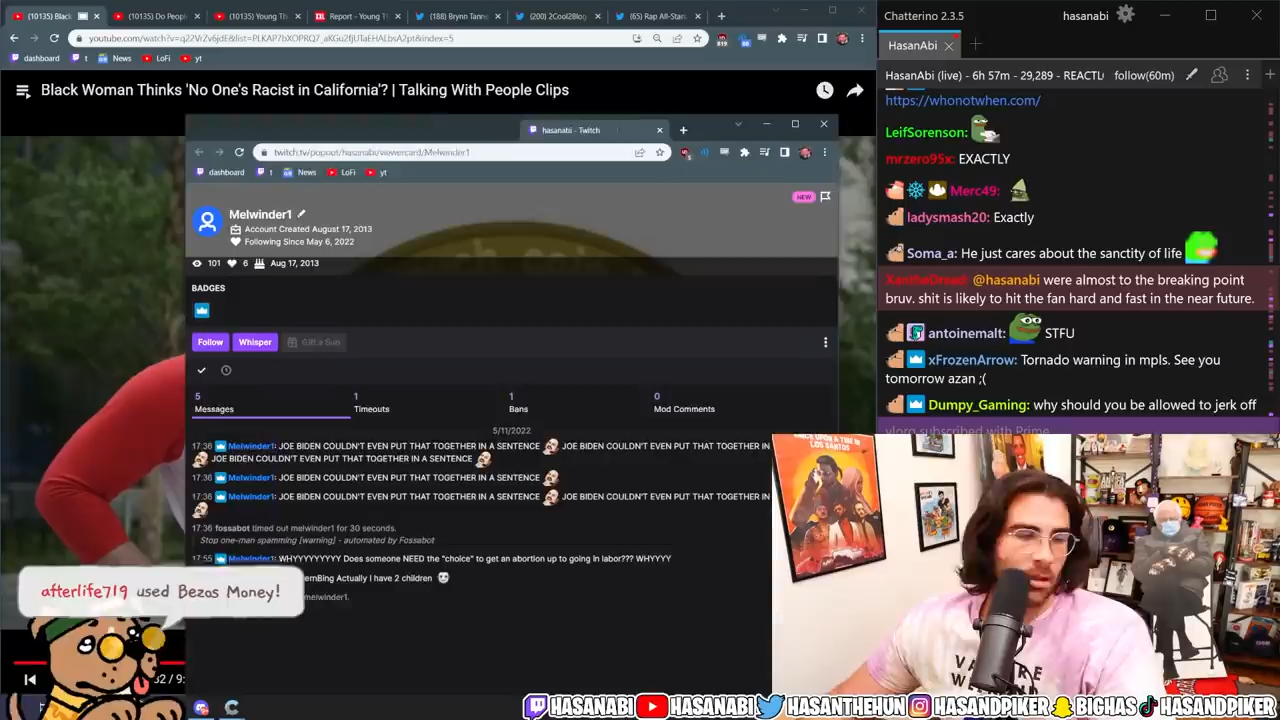 (10135) Blac
(10135) Do Peopl
(10135) Young Th
Report - Young T
(188) Brynn Tanne
(200) 2Cool2Blog
(65) Rap All-Stars
youtube.com/watch?v=q22VrZv6jdE&list=PLKAP7bXOPRQ7_aKGu2fjUTaEHALbsA2pt&index=5
dashboard
t
News
LoFi
yt
Black Woman Thinks 'No One's Racist in California'? | Talking With People Clips
hasanabi - Twitch
twitch.tv/popout/hasanabi/viewercard/Melwinder1
dashboard
t
News
LoFi
yt
NEW
Melwinder1
Account Created August 17, 2013
Following Since May 6, 2022
101 6 Aug 17, 2013
BADGES
Follow Whisper Gift a Sub
5 1 1 0
Messages Timeouts Bans Mod Comments
5/11/2022
17:36 Melwinder1: JOE BIDEN COULDN'T EVEN PUT THAT TOGETHER IN A SENTENCE JOE BIDEN COULDN'T EVEN PUT THAT TOGETHER IN
JOE BIDEN COULDN'T EVEN PUT THAT TOGETHER IN A SENTENCE
17:36 Melwinder1: JOE BIDEN COULDN'T EVEN PUT THAT TOGETHER IN A SENTENCE
17:36 Melwinder1: JOE BIDEN COULDN'T EVEN PUT THAT TOGETHER IN A SENTENCE JOE BIDEN COULDN'T EVEN PUT THAT TOGETHER IN
17:36 fossabot timed out melwinder1 for 30 seconds.
Stop one-man spamming [warning] - automated by Fossabot
17:55 Melwinder1: WHYYYYYYYYY Does someone NEED the "choice" to get an abortion up to going in labor??? WHYYYY
Actually I have 2 children
melwinder1.
afterlife719 used Bezos Money!
Chatterino 2.3.5
hasanabi
HasanAbi
HasanAbi (live) - 6h 57m - 29,289 - REACTL
follow(60m)
https://whonotwhen.com/
LeifSorenson:
mrzero95x: EXACTLY
Merc49:
ladysmash20: Exactly
Soma_a: He just cares about the sanctity of life
XantheDread: @hasanabi were almost to the breaking point
bruv. shit is likely to hit the fan hard and fast in the near future.
antoinemalt: STFU
xFrozenArrow: Tornado warning in mpls. See you
tomorrow azan ;(
Dumpy_Gaming: why should you be allowed to jerk off
vlorg subscribed with Prime
LOS SANTOS
HASANABI HASANABI HASANTHEHUN HASANDPIKER BIGHAS HASANDPIKER